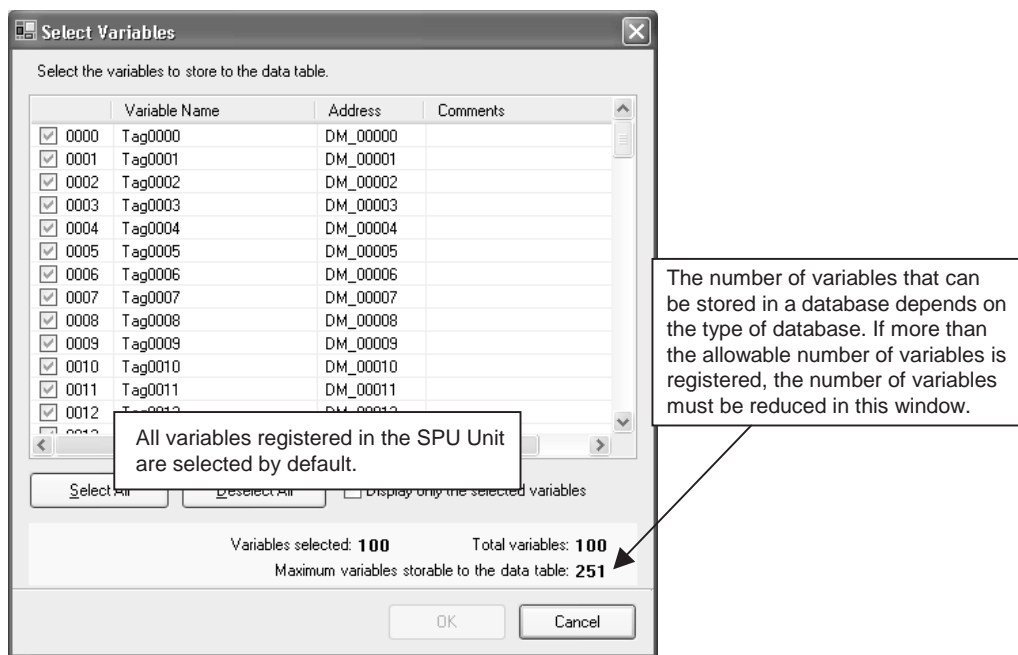 Select Variables
Select the variables to store to the data table.
Variable Name Address Comments
0000 Tag0000 DM_00000
0001 Tag0001 DM_00001
0002 Tag0002 DM_00002
0003 Tag0003 DM_00003
0004 Tag0004 DM_00004
0005 Tag0005 DM_00005
0006 Tag0006 DM_00006
0007 Tag0007 DM_00007
0008 Tag0008 DM_00008
0009 Tag0009 DM_00009
0010 Tag0010 DM_00010
0011 Tag0011 DM_00011
0012
All variables registered in the SPU Unit
are selected by default.
Select All Deselect All Display only the selected variables
Variables selected: 100 Total variables: 100
Maximum variables storable to the data table: 251
OK Cancel
The number of variables that can
be stored in a database depends on
the type of database. If more than
the allowable number of variables is
registered, the number of variables
must be reduced in this window.